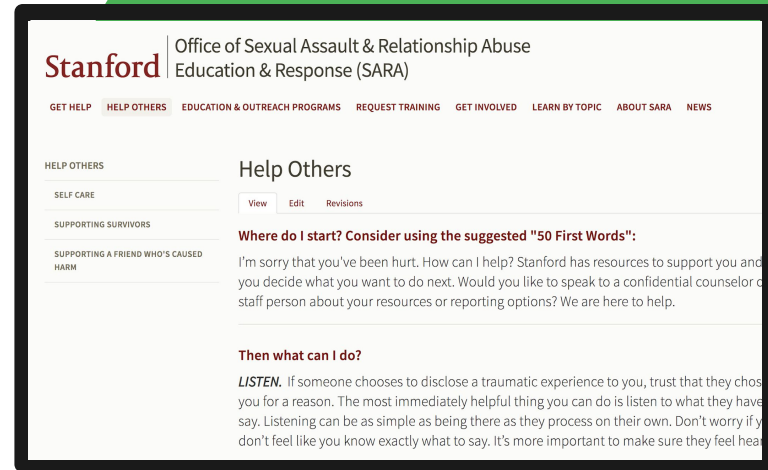 Stanford
Office of Sexual Assault & Relationship Abuse
Education & Response (SARA)
GET HELP HELP OTHERS EDUCATION & OUTREACH PROGRAMS REQUEST TRAINING GET INVOLVED LEARN BY TOPIC ABOUT SARA NEWS
HELP OTHERS
SELF CARE
SUPPORTING SURVIVORS
SUPPORTING A FRIEND WHO'S CAUSED
HARM
Help Others
View Edit Revisions
Where do I start? Consider using the suggested "50 First Words":
I'm sorry that you've been hurt. How can I help? Stanford has resources to support you and
you decide what you want to do next. Would you like to speak to a confidential counselor
staff person about your resources or reporting options? We are here to help.
Then what can I do?
LISTEN. If someone chooses to disclose a traumatic experience to you, trust that they
you for a reason. The most immediately helpful thing you can do is listen to what they have
say. Listening can be as simple as being there as they process on their own. Don't worry if
don't feel like you know exactly what to say. It's more important to make sure they feel